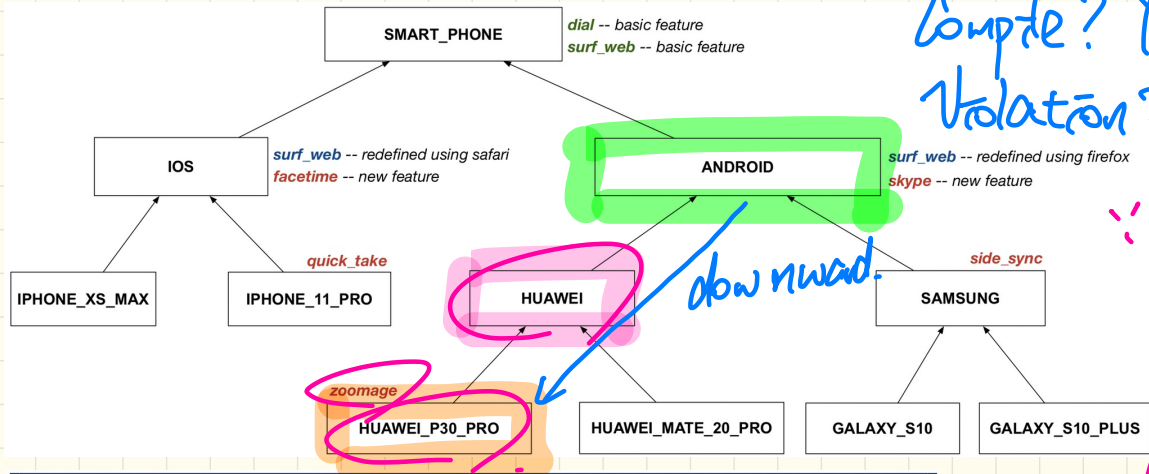 SMART_PHONE
dial -- basic feature
surf_web -- basic feature
Compile?
Violation?
IOS
surf_web -- redefined using safari
facetime -- new feature
ANDROID
surf_web -- redefined using firefox
skype -- new feature
downward.
quick_take
side_sync
IPHONE_XS_MAX
IPHONE_11_PRO
HUAWEI
SAMSUNG
zoomage
HUAWEI_P30_PRO
HUAWEI_MATE_20_PRO
GALAXY_S10
GALAXY_S10_PLUS